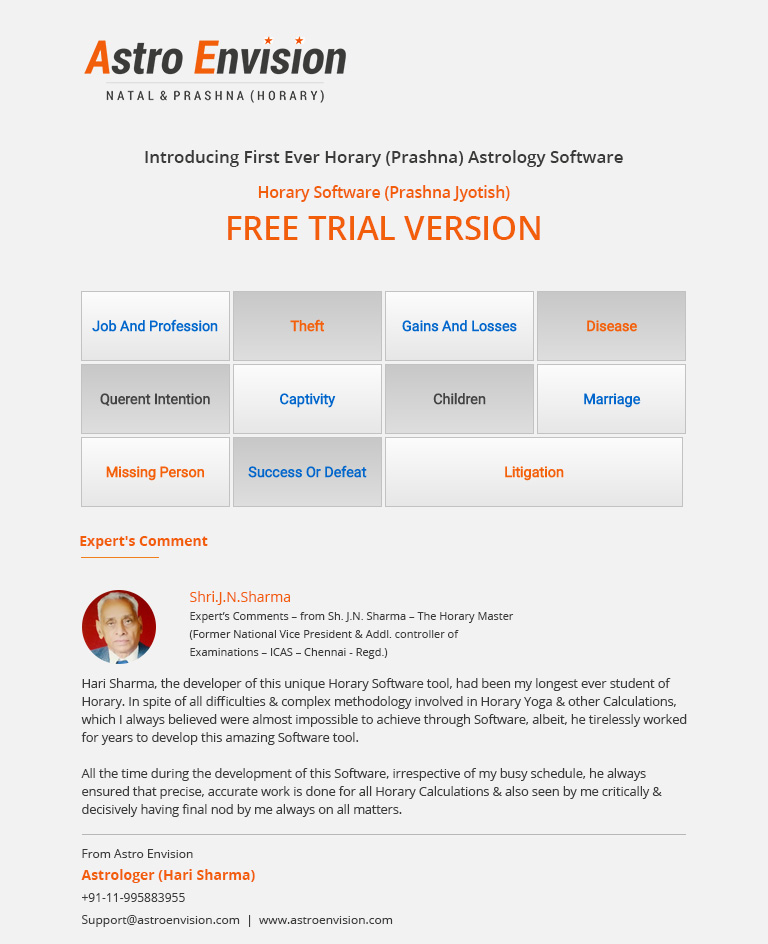 Astro Envision
NATAL & PRASHNA (HORARY)
Introducing First Ever Horary (Prashna) Astrology Software
Horary Software (Prashna Jyotish)
FREE TRIAL VERSION
Job And Profession
Theft
Gains And Losses
Disease
Querent Intention
Captivity
Children
Marriage
Missing Person
Success Or Defeat
Litigation
Expert's Comment
Shri.J.N.Sharma
Expert's Comments – from Sh. J.N. Sharma – The Horary Master
(Former National Vice President & Addl. controller of
Examinations – ICAS – Chennai - Regd.)
Hari Sharma, the developer of this unique Horary Software tool, had been my longest ever student of
Horary. In spite of all difficulties & complex methodology involved in Horary Yoga & other Calculations,
which I always believed were almost impossible to achieve through Software, albeit, he tirelessly worked
for years to develop this amazing Software tool.
All the time during the development of this Software, irrespective of my busy schedule, he always
ensured that precise, accurate work is done for all Horary Calculations & also seen by me critically &
decisively having final nod by me always on all matters.
From Astro Envision
Astrologer (Hari Sharma)
+91-11-995883955
Support@astroenvision.com | www.astroenvision.com